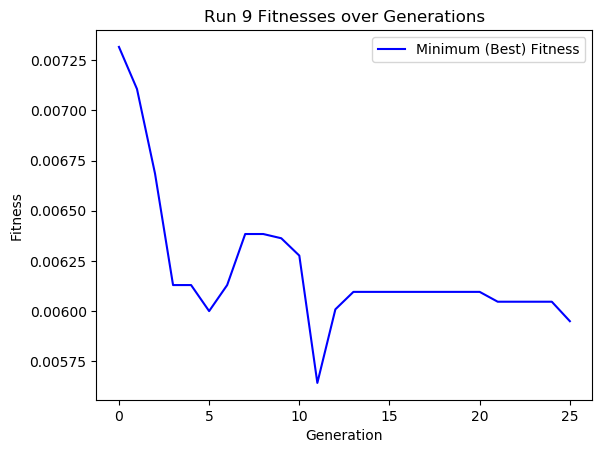 Run 9 Fitnesses over Generations
Minimum (Best) Fitness
0.00725
0.00700
0.00675
0.00650
0.00625
0.00600
0.00575
Fitness
0 5 10 15 20 25
Generation